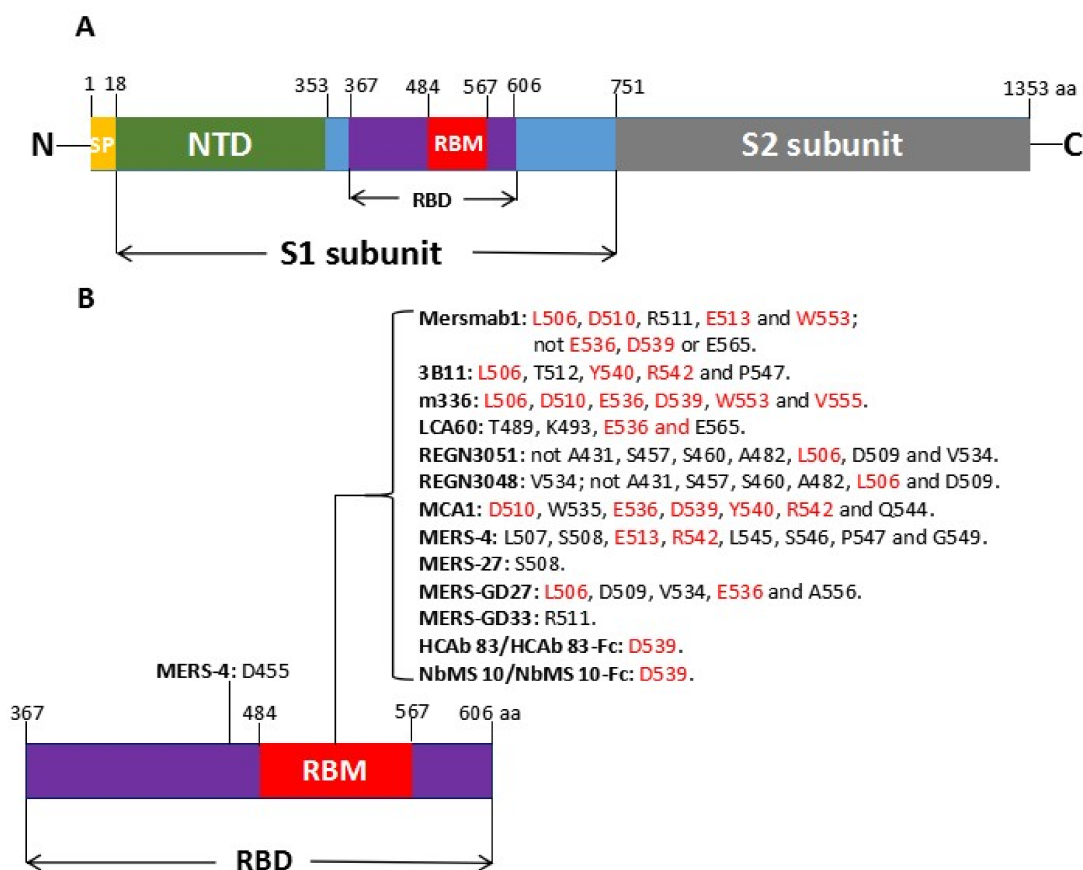 A
1 18 353 367 484 567 606 751 1353 aa
N SP NTD RBM S2 subunit C
RBD
S1 subunit
B
Mersmab1: L506, D510, R511, E513 and W553;
not E536, D539 or E565.
3B11: L506, T512, Y540, R542 and P547.
m336: L506, D510, E536, D539, W553 and V555.
LCA60: T489, K493, E536 and E565.
REGN3051: not A431, S457, S460, A482, L506, D509 and V534.
REGN3048: V534; not A431, S457, S460, A482, L506 and D509.
MCA1: D510, W535, E536, D539, Y540, R542 and Q544.
MERS-4: L507, S508, E513, R542, L545, S546, P547 and G549.
MERS-27: S508.
MERS-GD27: L506, D509, V534, E536 and A556.
MERS-GD33: R511.
HCAb 83/HCAb 83-Fc: D539.
NbMS 10/NbMS 10-Fc: D539.
MERS-4: D455
367 484 567 606 aa
RBM
RBD